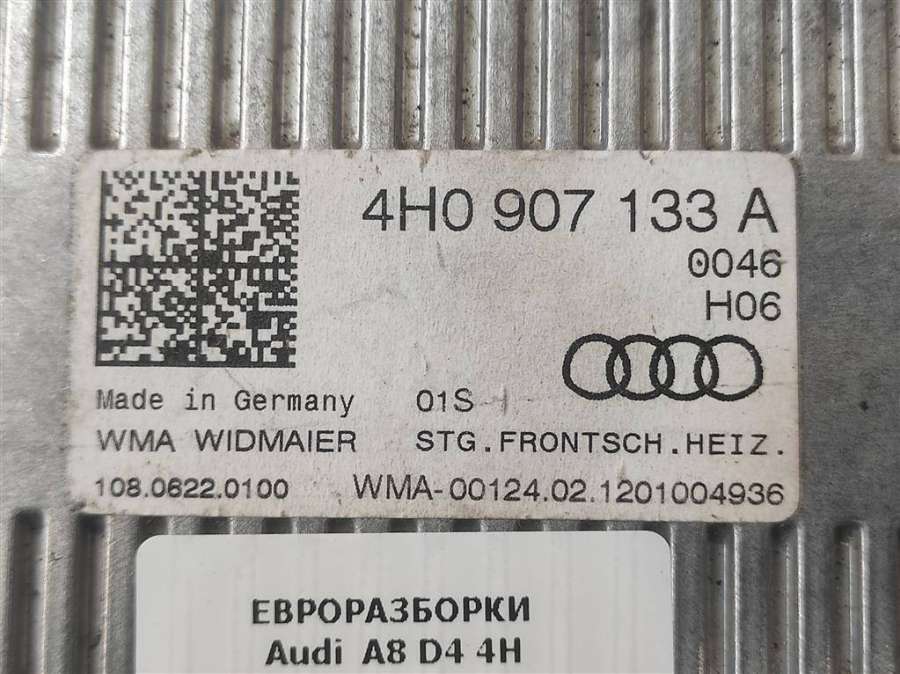 4H0 907 133 A
0046
H06
Made in Germany 01S
WMA WIDMAIER STG.FRONTSCH.HEIZ.
108.0622.0100 WMA-00124.02.1201004936
ЕВРОРАЗБОРКИ
Audi A8 D4 4H